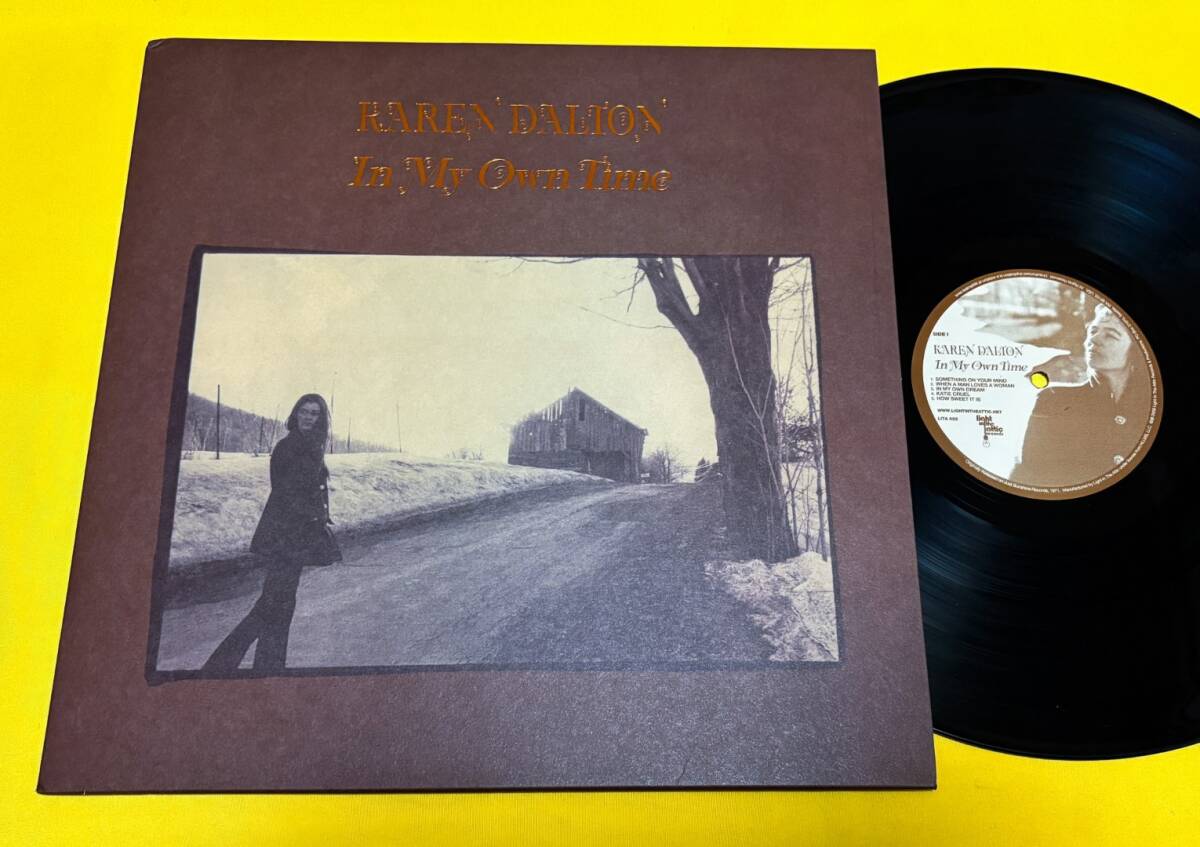 KAREN DALTON
In My Own Time
SIDE 1
KAREN DALTON
In My Own Time
1. SOMETHING ON YOUR MIND
2. WHEN A MAN LOVES A WOMAN
3. IN MY OWN DREAM
4. KATIE CRUEL
5. HOW SWEET IT IS
WWW.LIGHTINTHEATTIC.NET
LITA
light
in the
attic
records